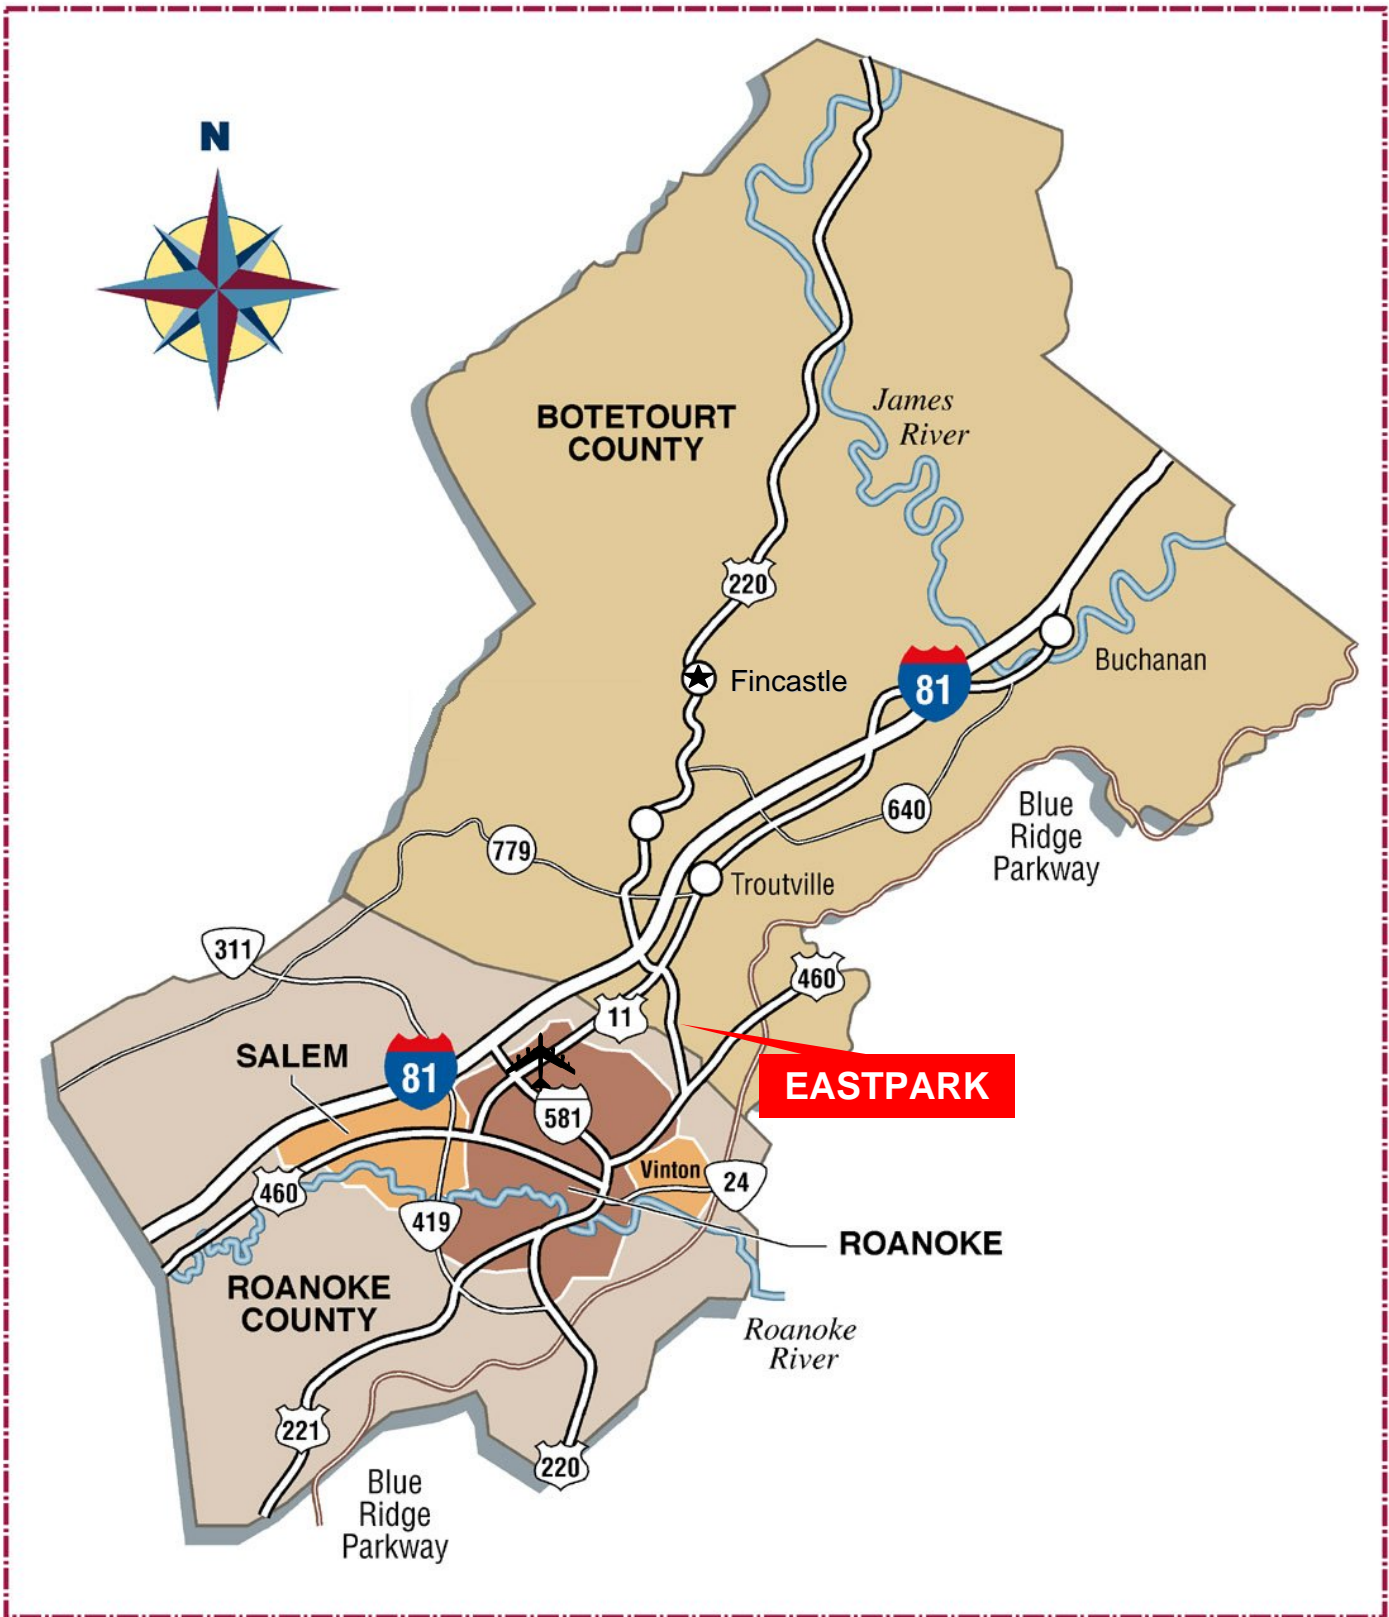 N
BOTETOURT
COUNTY
James
River
220
Fincastle
81
Buchanan
640
Blue
Ridge
Parkway
779
Troutville
311
460
11
SALEM
81
EASTPARK
581
Vinton
24
460
419
ROANOKE
ROANOKE
COUNTY
Roanoke
River
221
220
Blue
Ridge
Parkway